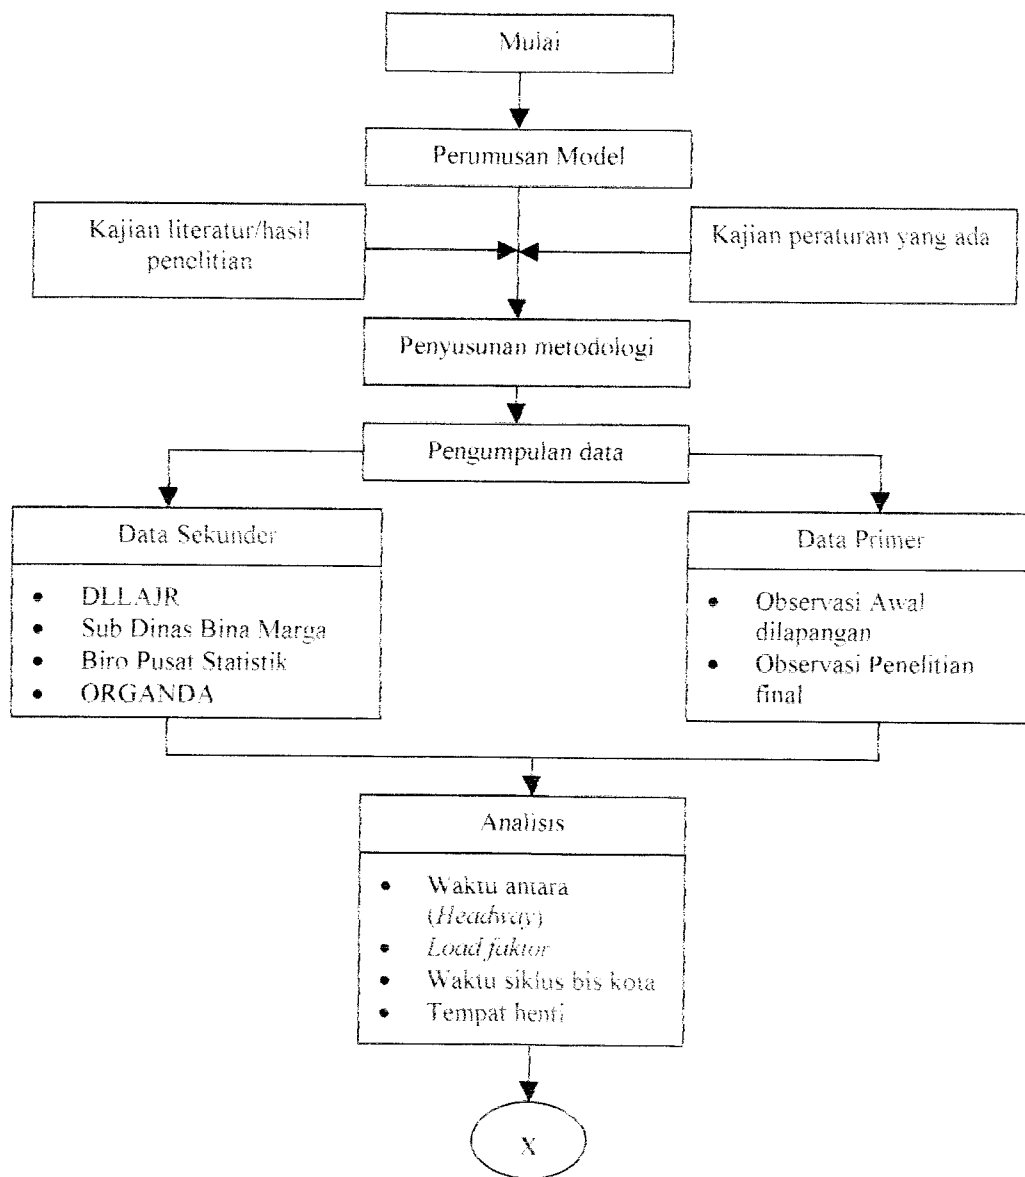 Mulai
Perumusan Model
Kajian literatur/hasil
penelitian
Kajian peraturan yang ada
Penyusunan metodologi
Pengumpulan data
Data Sekunder
• DLLAJR
• Sub Dinas Bina Marga
• Biro Pusat Statistik
• ORGANDA
Data Primer
• Observasi Awal
dilapangan
• Observasi Penelitian
final
Analisis
• Waktu antara
(Headway)
• Load faktor
• Waktu siklus bis kota
• Tempat henti
X